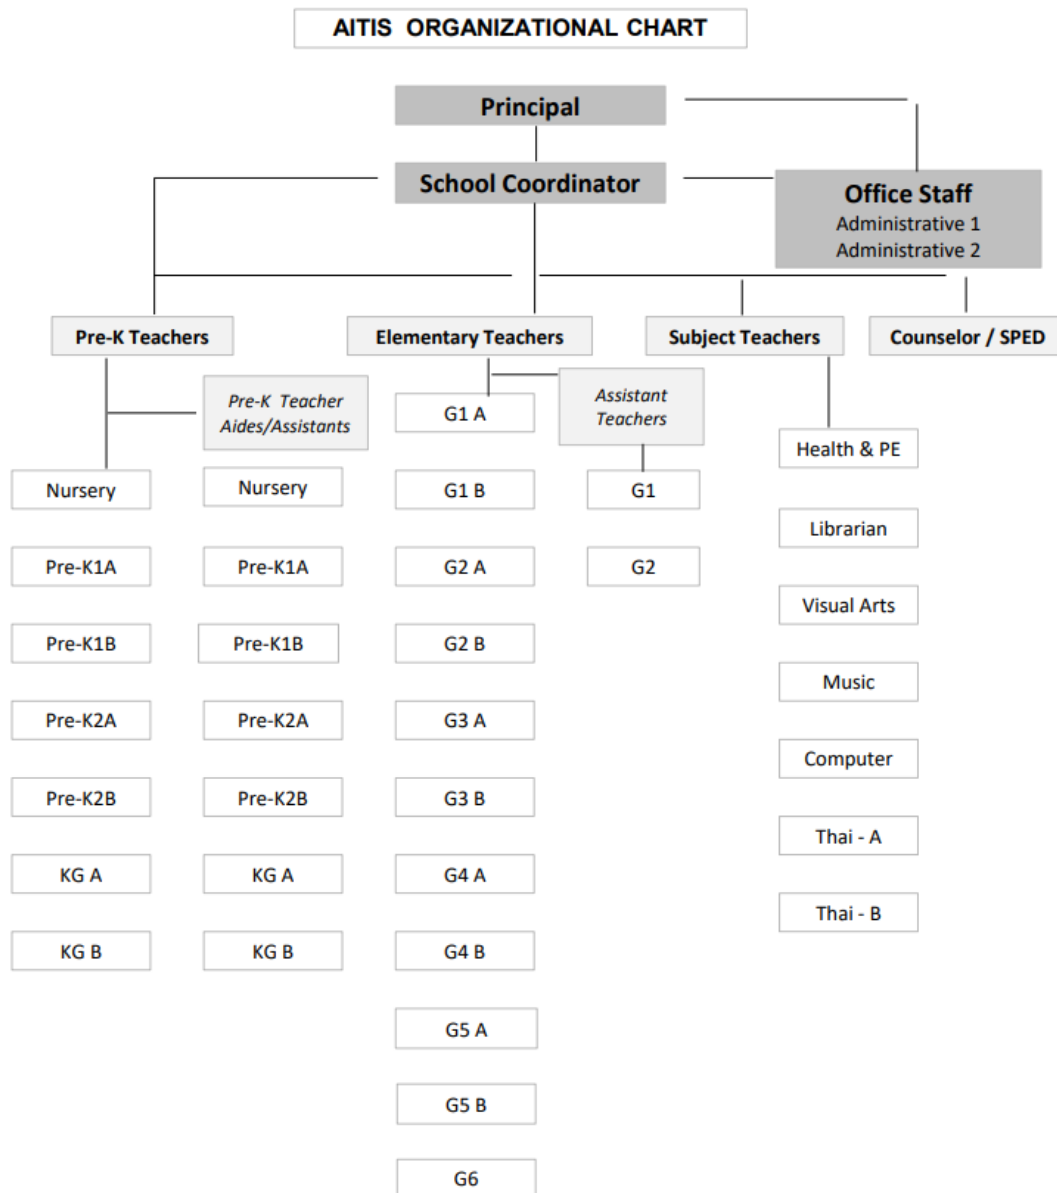 AITIS ORGANIZATIONAL CHART
Principal
School Coordinator
Office Staff
Administrative 1
Administrative 2
Pre-K Teachers
Elementary Teachers
Subject Teachers
Counselor / SPED
Pre-K Teacher
Aides/Assistants
Nursery
Pre-K1A
Pre-K1B
Pre-K2A
Pre-K2B
KG A
KG B
Nursery
Pre-K1A
Pre-K1B
Pre-K2A
Pre-K2B
KG A
KG B
G1 A
G1 B
G2 A
G2 B
G3 A
G3 B
G4 A
G4 B
G5 A
G5 B
G6
Assistant
Teachers
G1
G2
Health & PE
Librarian
Visual Arts
Music
Computer
Thai - A
Thai - B